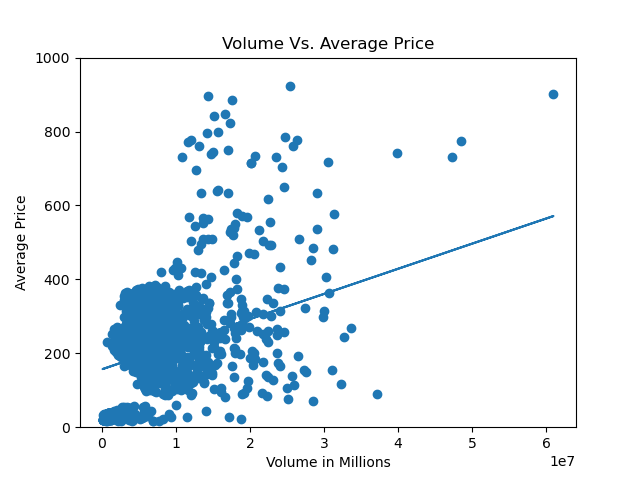 Volume Vs. Average Price
1000
800
600
400
200
0
Average Price
0 1 2 3 4 5 6
1e7
Volume in Millions